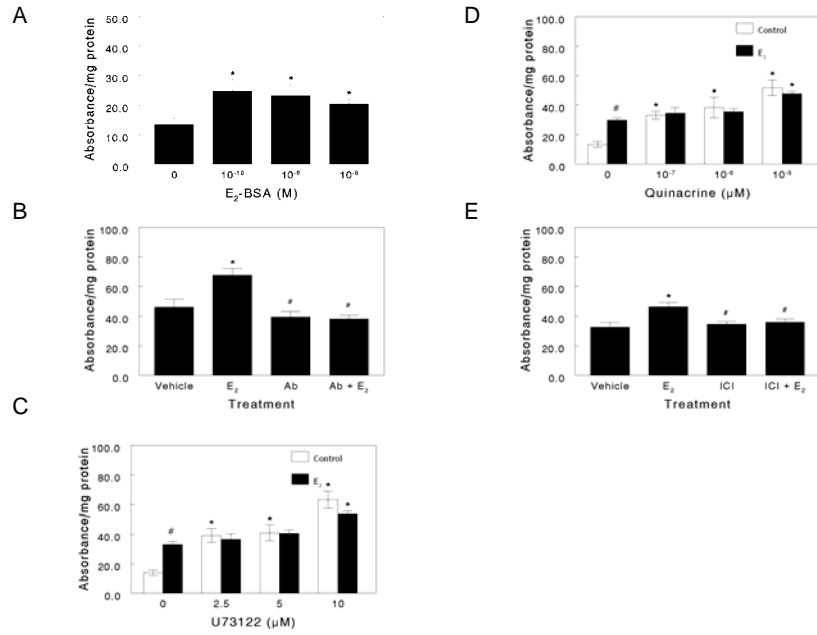 A
Absorbance/mg protein
50.0
40.0
30.0
20.0
10.0
0.0
*
*
*
0
10⁻¹⁰
10⁻⁹
10⁻⁸
E₂-BSA (M)
B
Absorbance/mg protein
100.0
80.0
60.0
40.0
20.0
0.0
*
#
#
Vehicle
E₂
Ab
Ab + E₂
Treatment
C
Absorbance/mg protein
100.0
80.0
60.0
40.0
20.0
0.0
Control
E₂
#
*
*
*
*
0
2.5
5
10
U73122 (µM)
D
Absorbance/mg protein
100.0
80.0
60.0
40.0
20.0
0.0
Control
E₂
#
*
*
*
*
0
10⁻⁷
10⁻⁶
10⁻⁵
Quinacrine (µM)
E
Absorbance/mg protein
100.0
80.0
60.0
40.0
20.0
0.0
*
#
#
Vehicle
E₂
ICI
ICI + E₂
Treatment